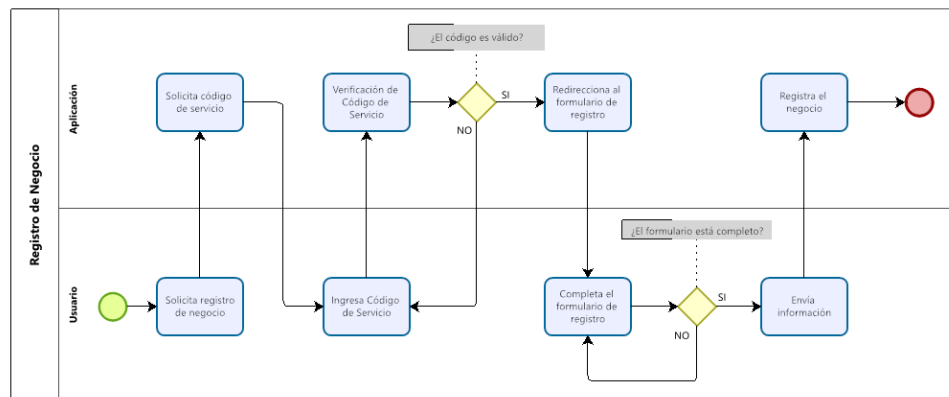 Registro de Negocio
Aplicación
Usuario
¿El código es válido?
Solicita código
de servicio
Verificación de
Código de
Servicio
SI
NO
Redirecciona al
formulario de
registro
Registra el
negocio
¿El formulario está completo?
Solicita registro
de negocio
Ingresa Código
de Servicio
Completa el
formulario de
registro
SI
NO
Envía
información